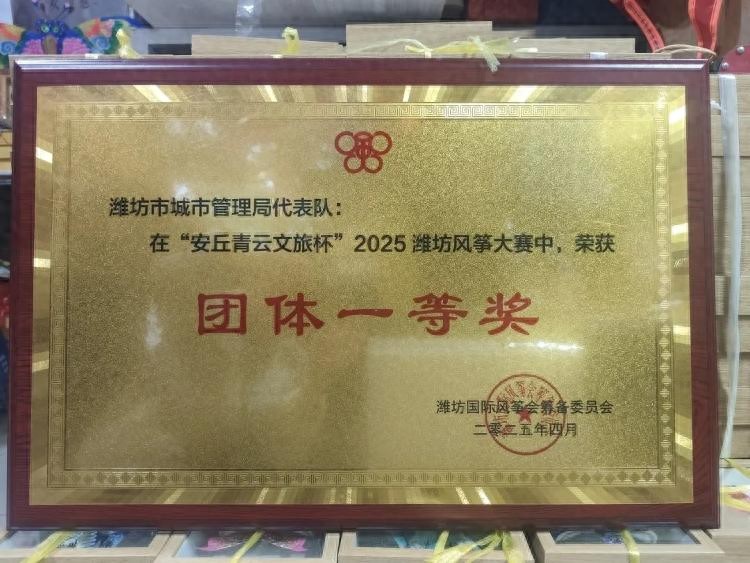 潍坊市城市管理局代表队：
在“安丘青云文旅杯”2025潍坊风筝大赛中，荣获
团体一等奖
潍坊国际风筝会筹备委员会
二零二五年四月